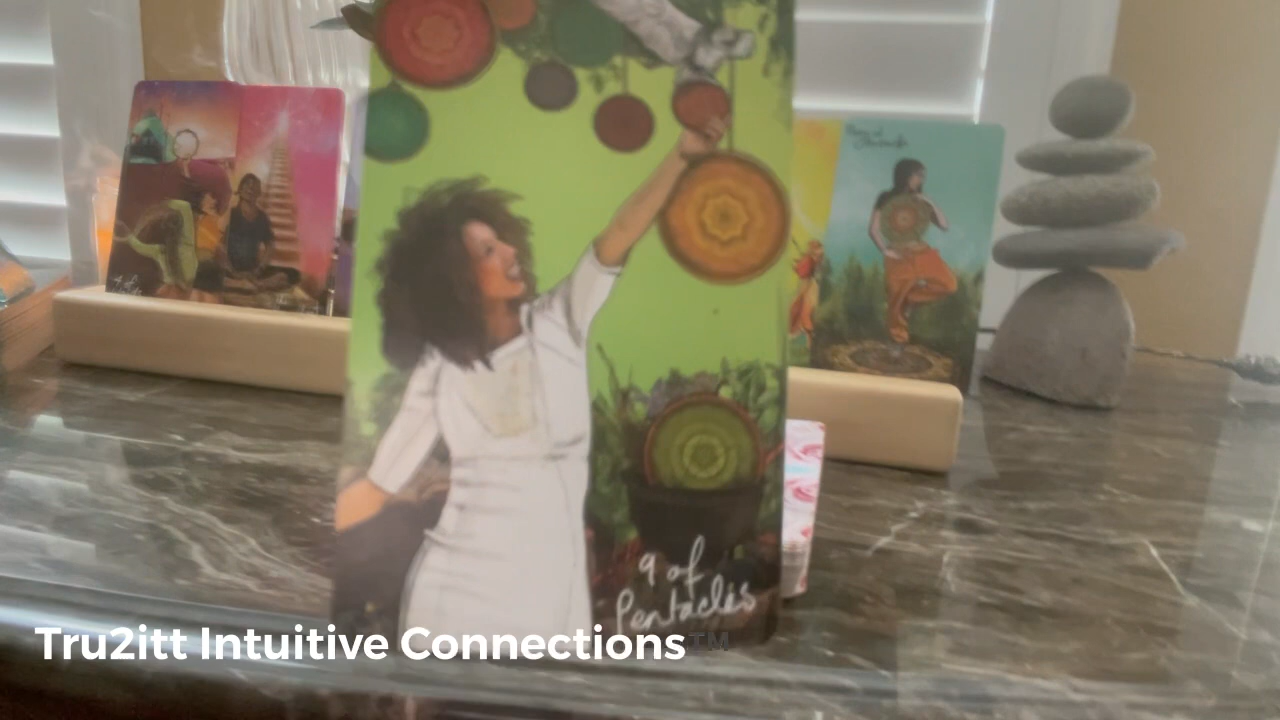 9 of
Pentacles
Tru2itt Intuitive Connections™